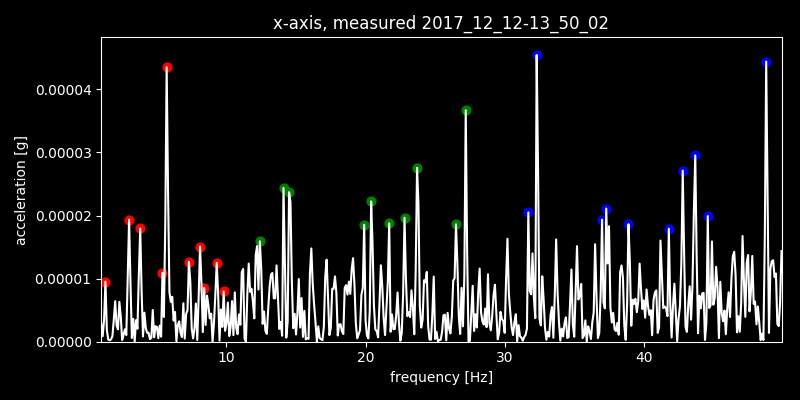 x-axis, measured 2017_12_12-13_50_02
acceleration [g]
0.00004
0.00003
0.00002
0.00001
0.00000
10 20 30 40
frequency [Hz]